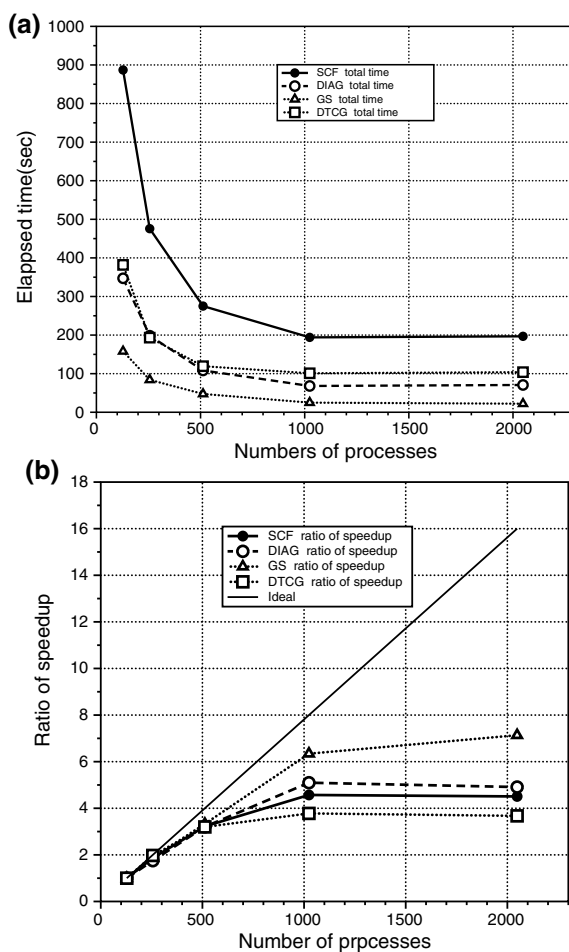 (a)
1000
900
800
700
600
500
400
300
200
100
0
Elappsed time(sec)
SCF total time
DIAG total time
GS total time
DTCG total time
0 500 1000 1500 2000
Numbers of processes
(b)
18
16
14
12
10
8
6
4
2
0
Ratio of speedup
SCF ratio of speedup
DIAG ratio of speedup
GS ratio of speedup
DTCG ratio of speedup
Ideal
0 500 1000 1500 2000
Number of prpcesses